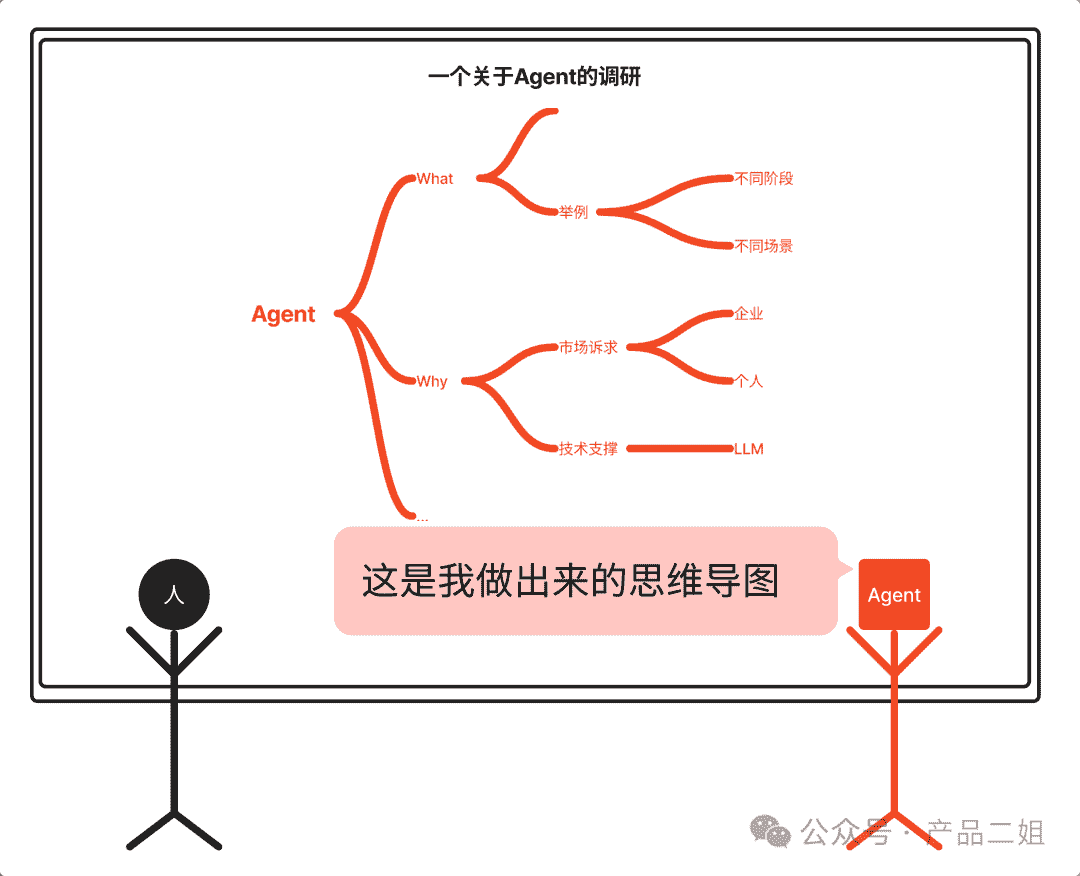 一个关于Agent的调研
What
不同阶段
举例
不同场景
Agent
企业
市场诉求
Why
个人
技术支撑
LLM
...
这是我做出来的思维导图
人
Agent
公众号 · 产品二姐